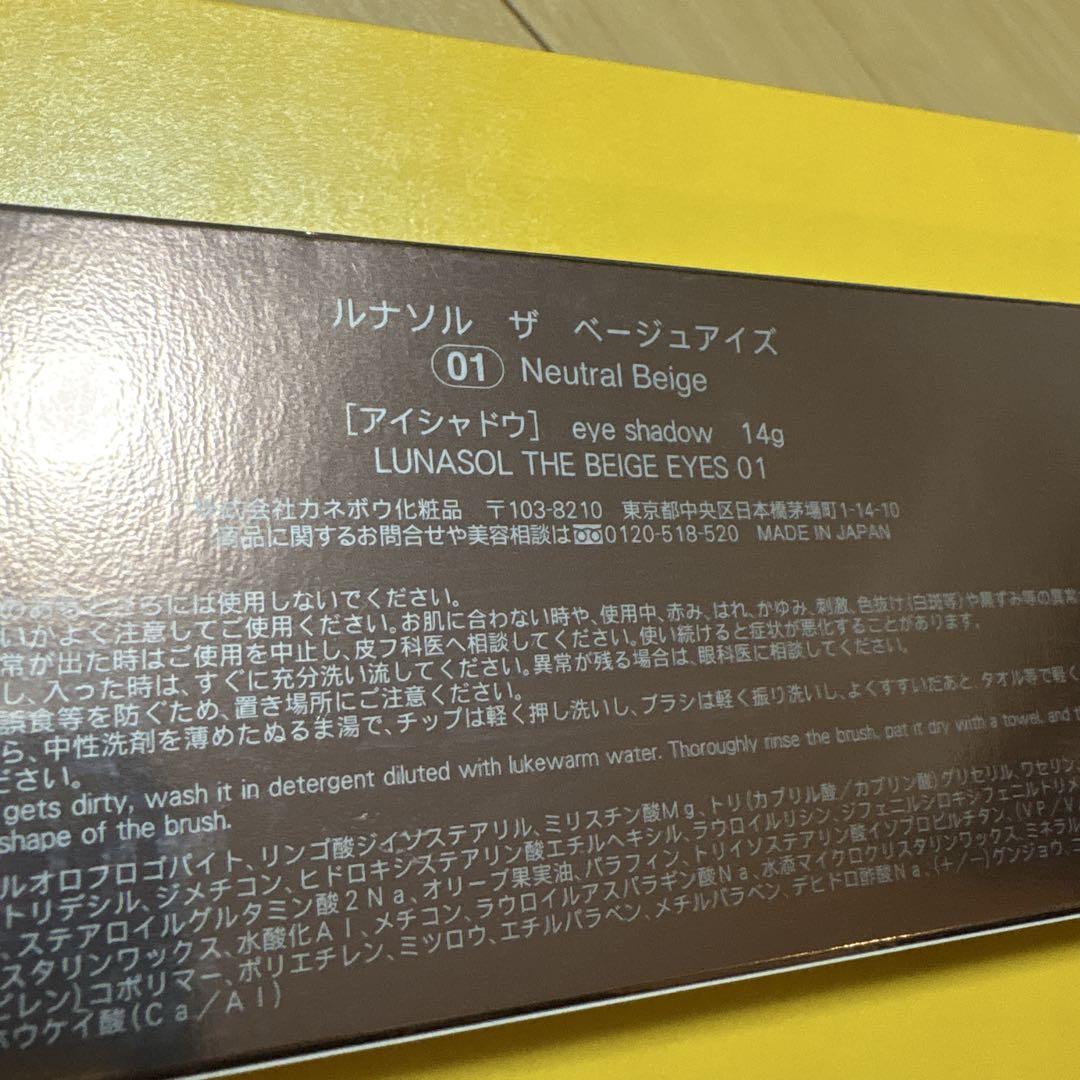 ルナソル ザ ベージュアイズ
01 Neutral Beige
[アイシャドウ] eye shadow 14g
LUNASOL THE BEIGE EYES 01
株式会社カネボウ化粧品 〒103-8210 東京都中央区日本橋茅場町1-14-10
商品に関するお問合せや美容相談は 0120-518-520 MADE IN JAPAN
には使用しないでください。
いかよく注意してご使用ください。お肌に合わない時や、使用中、赤み、はれ、かゆみ、刺激、色抜け(白斑等)や黒ずみ等の異常
常が出た時はご使用を中止し、皮フ科医へ相談してください。使い続けると症状が悪化することがあります。
し、入った時は、すぐに充分洗い流してください。異常が残る場合は、眼科医に相談してください。
誤食等を防ぐため、置き場所にご注意ください。
ら、中性洗剤を薄めたぬるま湯で、チップは軽く押し洗いし、ブラシは軽く振り洗いし、よくすすいだあと、タオル等で軽く
ださい。
gets dirty, wash it in detergent diluted with lukewarm water. Thoroughly rinse the brush, pat it dry with a towel, and
shape of the brush.
ルオロフロゴパイト、リンゴ酸ジイソステアリル、ミリスチン酸Mg、トリ(カプリル酸/カプリン酸)グリセリル、ワセリン、
トリデシル、ジメチコン、ヒドロキシステアリン酸エチルヘキシル、ラウロイルリシン、ジフェニルシロキシフェニルトリメ
、ステアロイルグルタミン酸2Na、オリーブ果実油、パラフィン、トリイソステアリン酸イソプロピルチタン、(VP/V
スタリンワックス、水酸化Al、メチコン、ラウロイルアスパラギン酸Na、水添マイクロクリスタリンワックス、ミネラル
ピレン)コポリマー、ポリエチレン、ミツロウ、エチルパラベン、メチルパラベン、デヒドロ酢酸Na、(+/-)ゲンジョウ、
ホウケイ酸(Ca/Al)